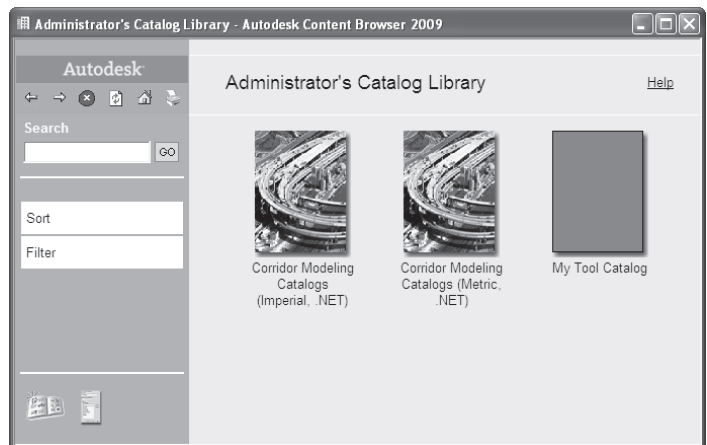 Administrator's Catalog Library - Autodesk Content Browser 2009
Autodesk
Search
GO
Sort
Filter
Administrator's Catalog Library
Help
Corridor Modeling
Catalogs
(Imperial, .NET)
Corridor Modeling
Catalogs (Metric,
.NET)
My Tool Catalog